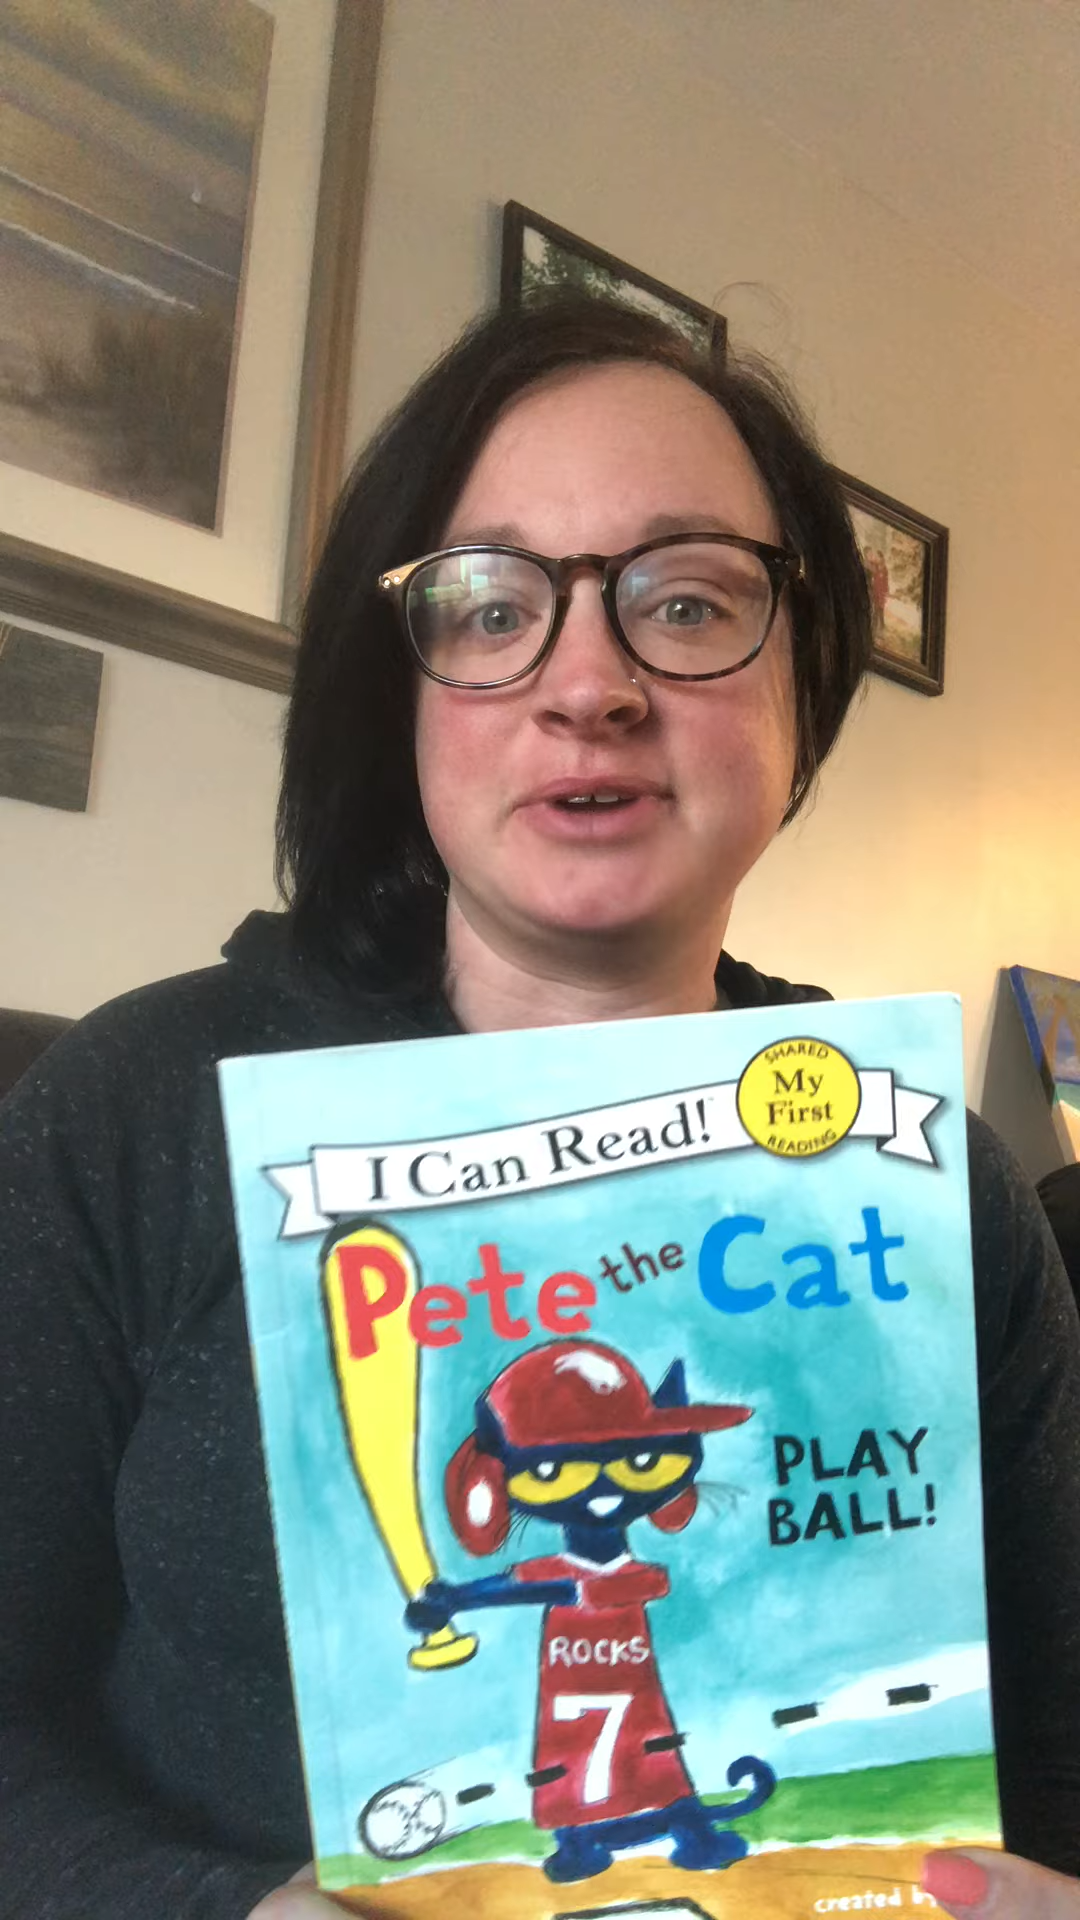 SHARED
My
First
READING
I Can Read!
Pete the Cat
PLAY
BALL!
ROCKS
7
created by